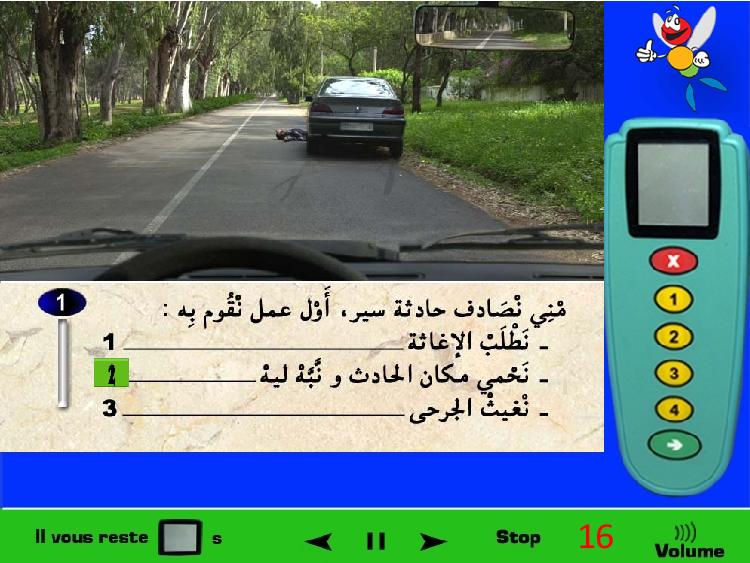 1
مْنِي نْصَادف حادثة سير، أَوْل عمل نْقُوم بِه :
ـ نَطْلَبْ الإغاثة 1
ـ نَحْمي مكان الحادث و نَّبَّهْ ليهْ 2
ـ نْغيثْ الجرحى 3
X
1
2
3
4
Il vous reste s
Stop
16
Volume